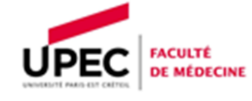 UPEC
UNIVERSITÉ PARIS-EST CRÉTEIL
FACULTÉ
DE MÉDECINE